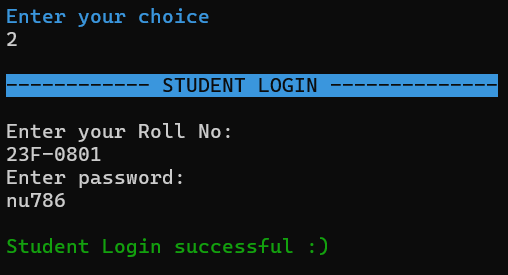 Enter your choice
2
------------ STUDENT LOGIN --------------
Enter your Roll No:
23F-0801
Enter password:
nu786
Student Login successful :)